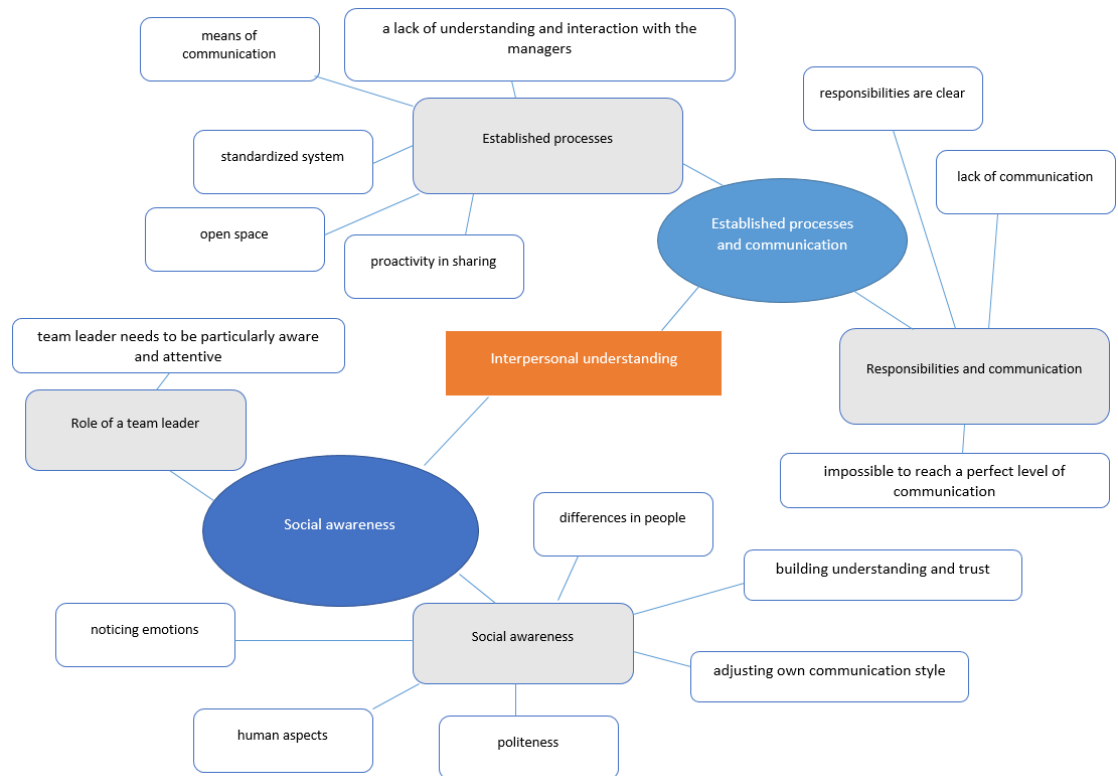 means of
communication
a lack of understanding and interaction with the
managers
responsibilities are clear
Established processes
standardized system
lack of communication
open space
proactivity in sharing
Established processes
and communication
team leader needs to be particularly aware
and attentive
Interpersonal understanding
Responsibilities and communication
Role of a team leader
impossible to reach a perfect level of
communication
Social awareness
differences in people
building understanding and trust
noticing emotions
Social awareness
adjusting own communication style
human aspects
politeness